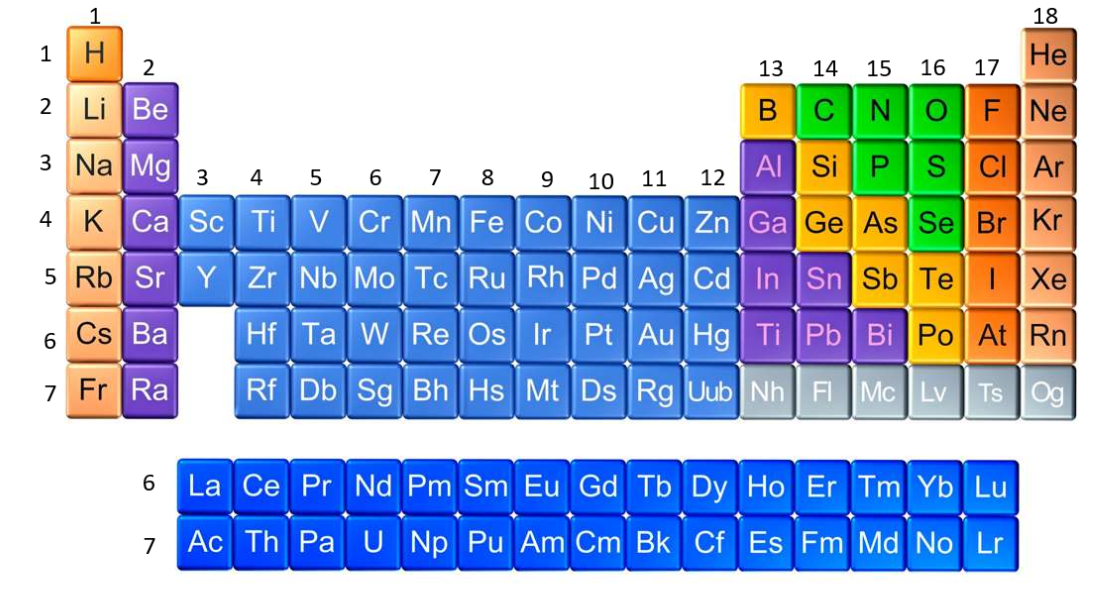 1 18
1 H 2 13 14 15 16 17 He
2 Li Be B C N O F Ne
3 Na Mg 3 4 5 6 7 8 9 10 11 12 Al Si P S Cl Ar
4 K Ca Sc Ti V Cr Mn Fe Co Ni Cu Zn Ga Ge As Se Br Kr
5 Rb Sr Y Zr Nb Mo Tc Ru Rh Pd Ag Cd In Sn Sb Te I Xe
6 Cs Ba Hf Ta W Re Os Ir Pt Au Hg Ti Pb Bi Po At Rn
7 Fr Ra Rf Db Sg Bh Hs Mt Ds Rg Uub Nh Fl Mc Lv Ts Og
6 La Ce Pr Nd Pm Sm Eu Gd Tb Dy Ho Er Tm Yb Lu
7 Ac Th Pa U Np Pu Am Cm Bk Cf Es Fm Md No Lr